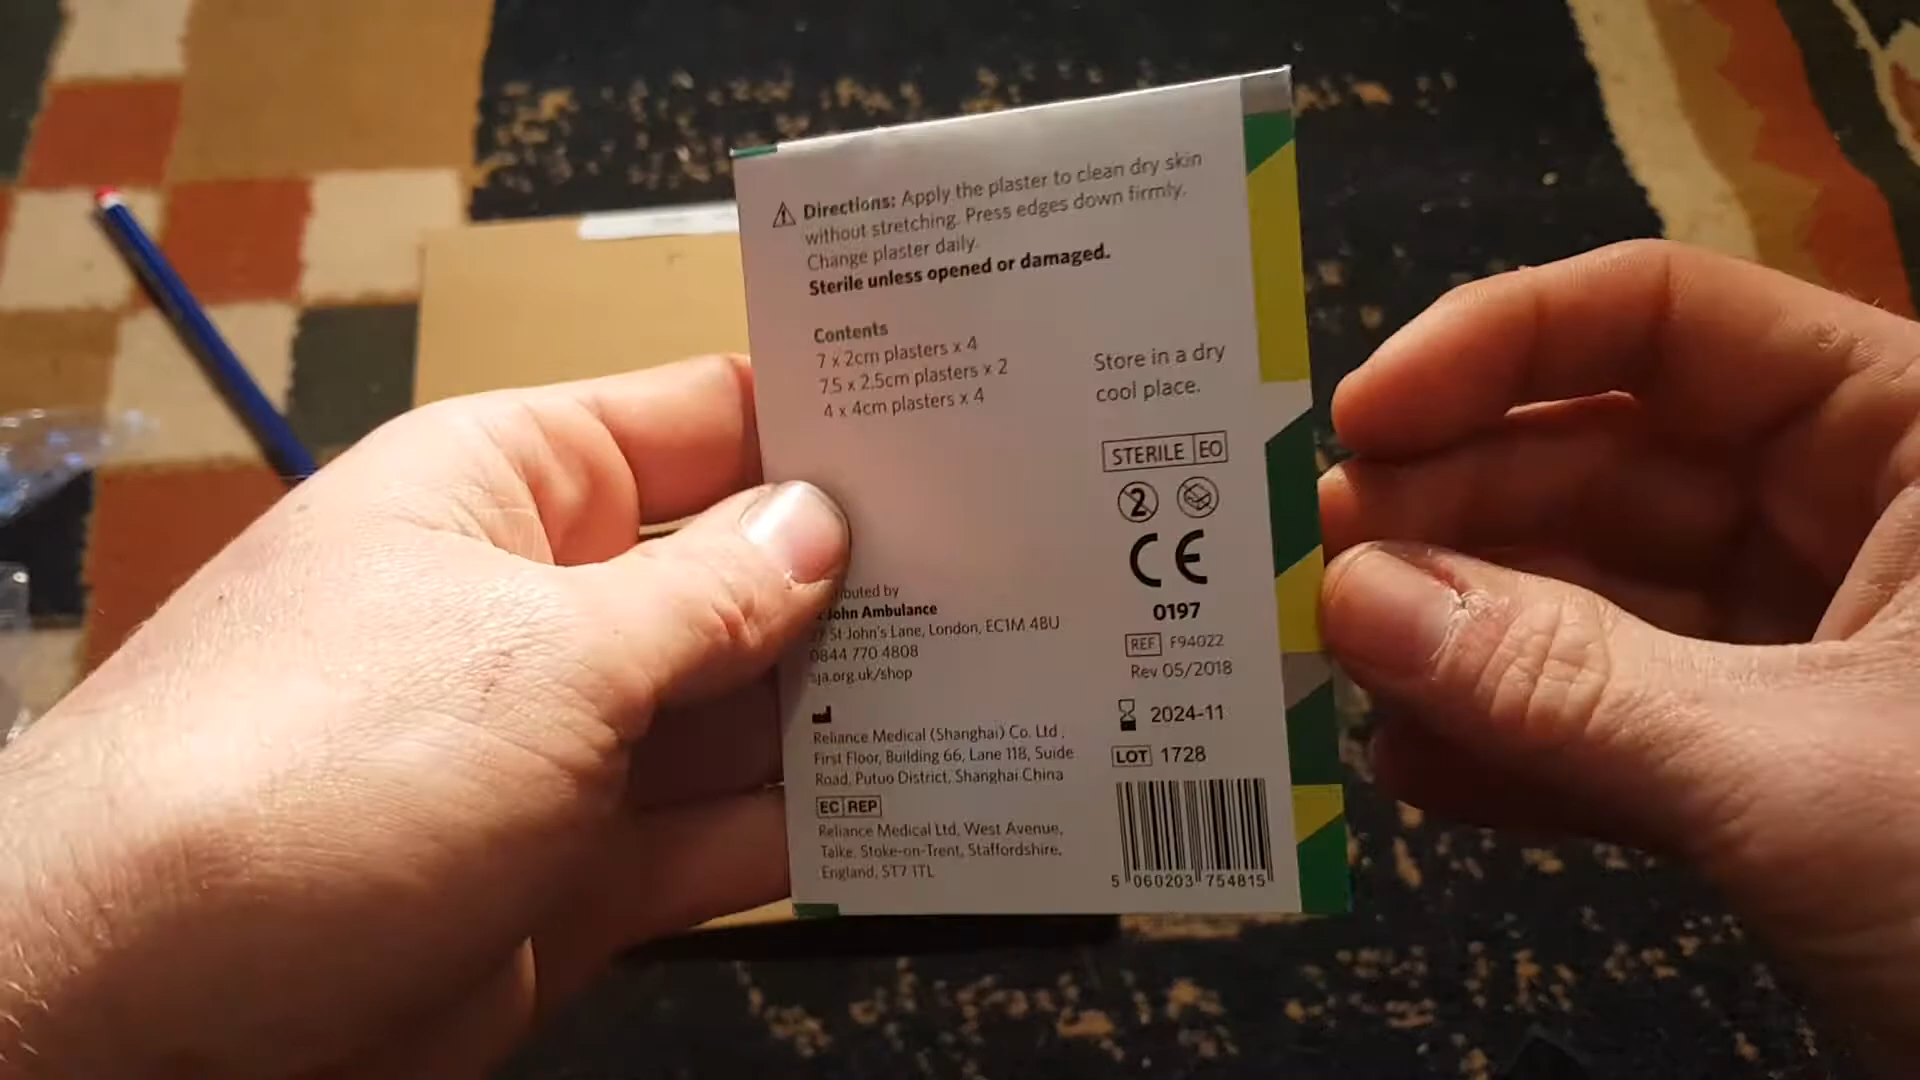 Directions: Apply the plaster to clean dry skin
without stretching. Press edges down firmly.
Change plaster daily.
Sterile unless opened or damaged.
Contents
7 x 2cm plasters x 4
7.5 x 2.5cm plasters x 2
4 x 4cm plasters x 4
Store in a dry
cool place.
STERILE EO
2
CE
0197
REF F94022
Rev 05/2018
2024-11
LOT 1728
5 060203 754815
by
John Ambulance
St John's Lane, London, EC1M 4BU
0844 770 4808
sja.org.uk/shop
Reliance Medical (Shanghai) Co. Ltd.,
First Floor, Building 66, Lane 118, Suide
Road, Putuo District, Shanghai China
EC REP
Reliance Medical Ltd, West Avenue,
Talke, Stoke-on-Trent, Staffordshire,
England, ST7 1TL